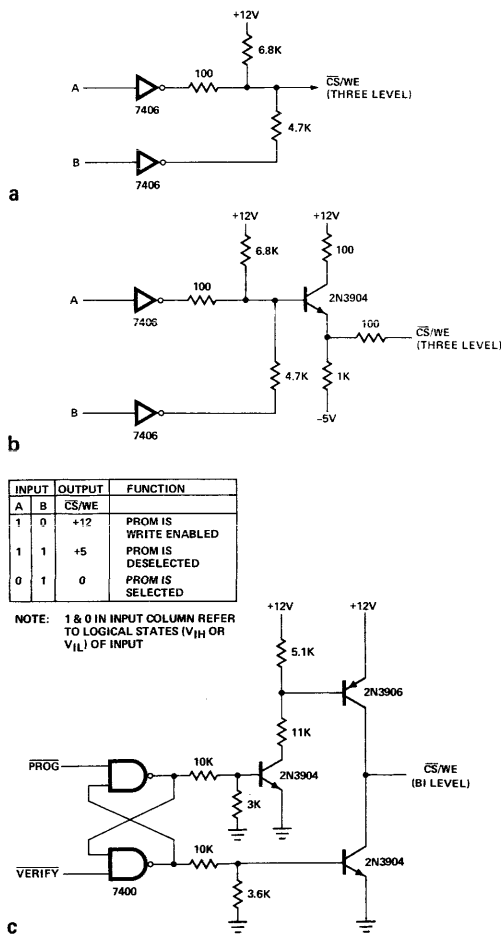 +12V
6.8K
A
100
7406
CS/WE
(THREE LEVEL)
4.7K
B
7406
a
+12V
+12V
6.8K
100
A
100
7406
2N3904
100
CS/WE
(THREE LEVEL)
4.7K
1K
B
7406
-5V
b
INPUT OUTPUT FUNCTION
A B CS/WE
1 0 +12 PROM IS
WRITE ENABLED
1 1 +5 PROM IS
DESELECTED
0 1 0 PROM IS
SELECTED
NOTE: 1 & 0 IN INPUT COLUMN REFER
TO LOGICAL STATES (VIH OR
VIL) OF INPUT
+12V
+12V
5.1K
2N3906
11K
PROG
10K
2N3904
CS/WE
(BI LEVEL)
3K
10K
VERIFY
7400
2N3904
3.6K
c